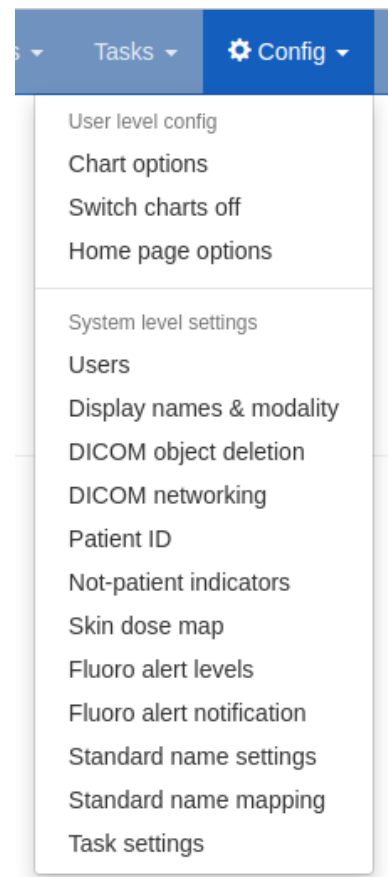 s Tasks Config
User level config
Chart options
Switch charts off
Home page options
System level settings
Users
Display names & modality
DICOM object deletion
DICOM networking
Patient ID
Not-patient indicators
Skin dose map
Fluoro alert levels
Fluoro alert notification
Standard name settings
Standard name mapping
Task settings